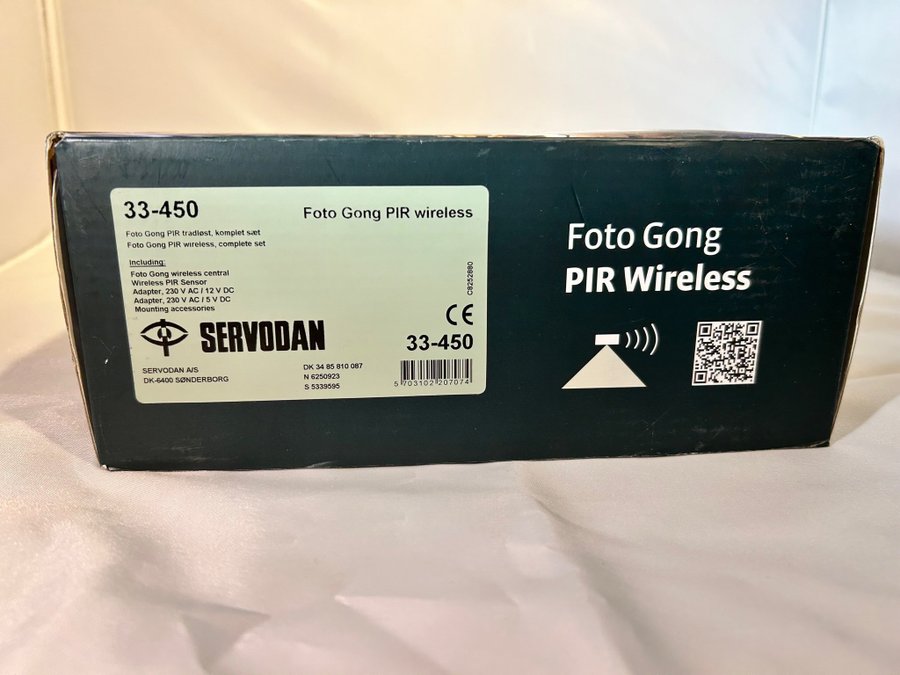 33-450
Foto Gong PIR wireless
Foto Gong PIR trådløst, komplet sæt
Foto Gong PIR wireless, complete set
Including:
Foto Gong wireless central
Wireless PIR Sensor
Adapter, 230 V AC / 12 V DC
Adapter, 230 V AC / 5 V DC
Mounting accessories
C8252880
CE
SERVODAN
33-450
SERVODAN A/S
DK-6400 SØNDERBORG
DK 34 85 810 087
N 6250923
S 5339595
5 703102 207074
Foto Gong
PIR Wireless